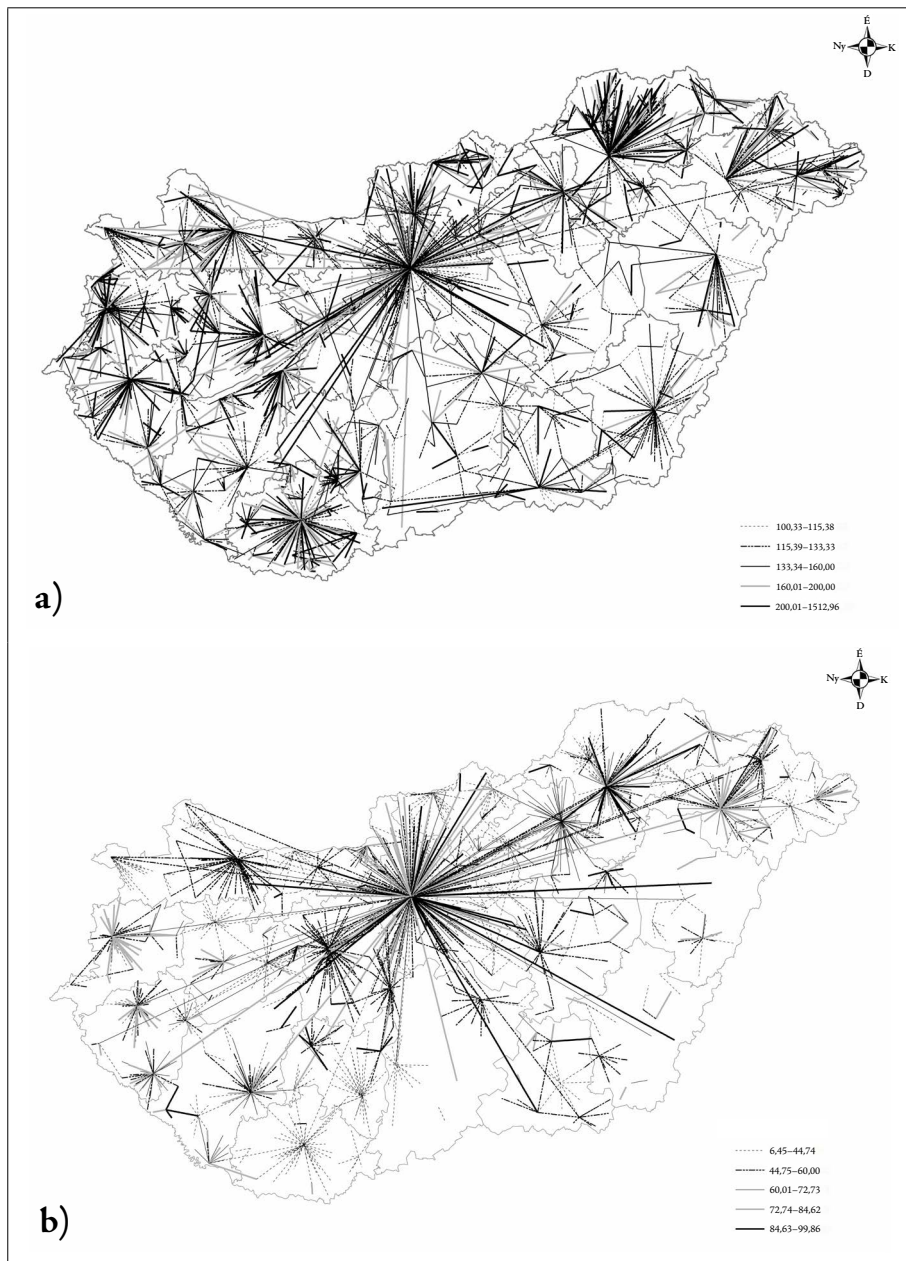 É
Ny K
D
100,33–115,38
115,39–133,33
133,34–160,00
160,01–200,00
200,01–1512,96
a)
É
Ny K
D
6,45–44,74
44,75–60,00
60,01–72,73
72,74–84,62
84,63–99,86
b)